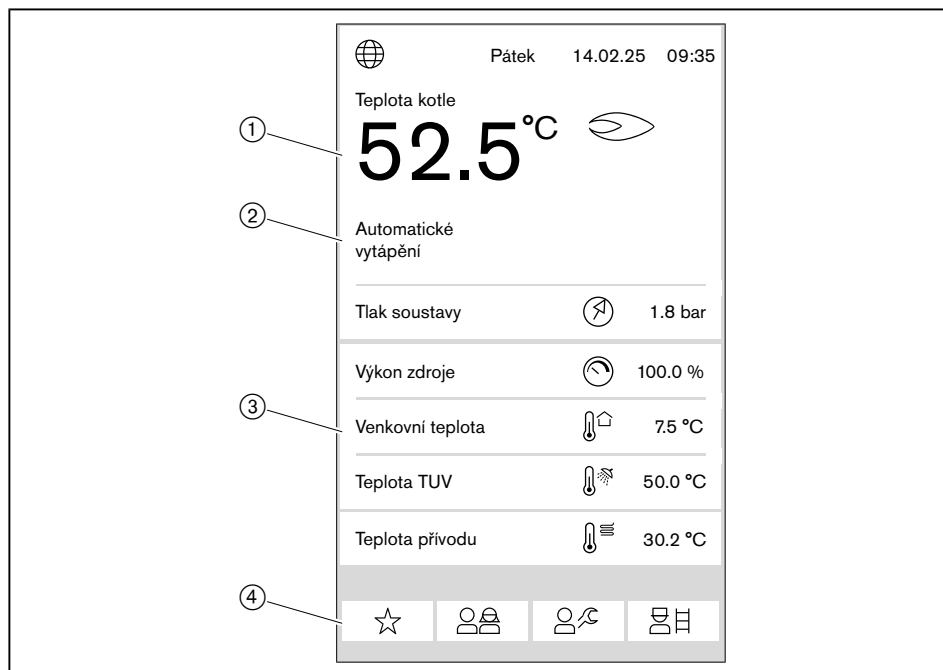 Pátek 14.02.25 09:35
Teplota kotle
① 52.5 °C
② Automatické
vytápění
Tlak soustavy 1.8 bar
Výkon zdroje 100.0 %
③ Venkovní teplota 7.5 °C
Teplota TUV 50.0 °C
Teplota přívodu 30.2 °C
④